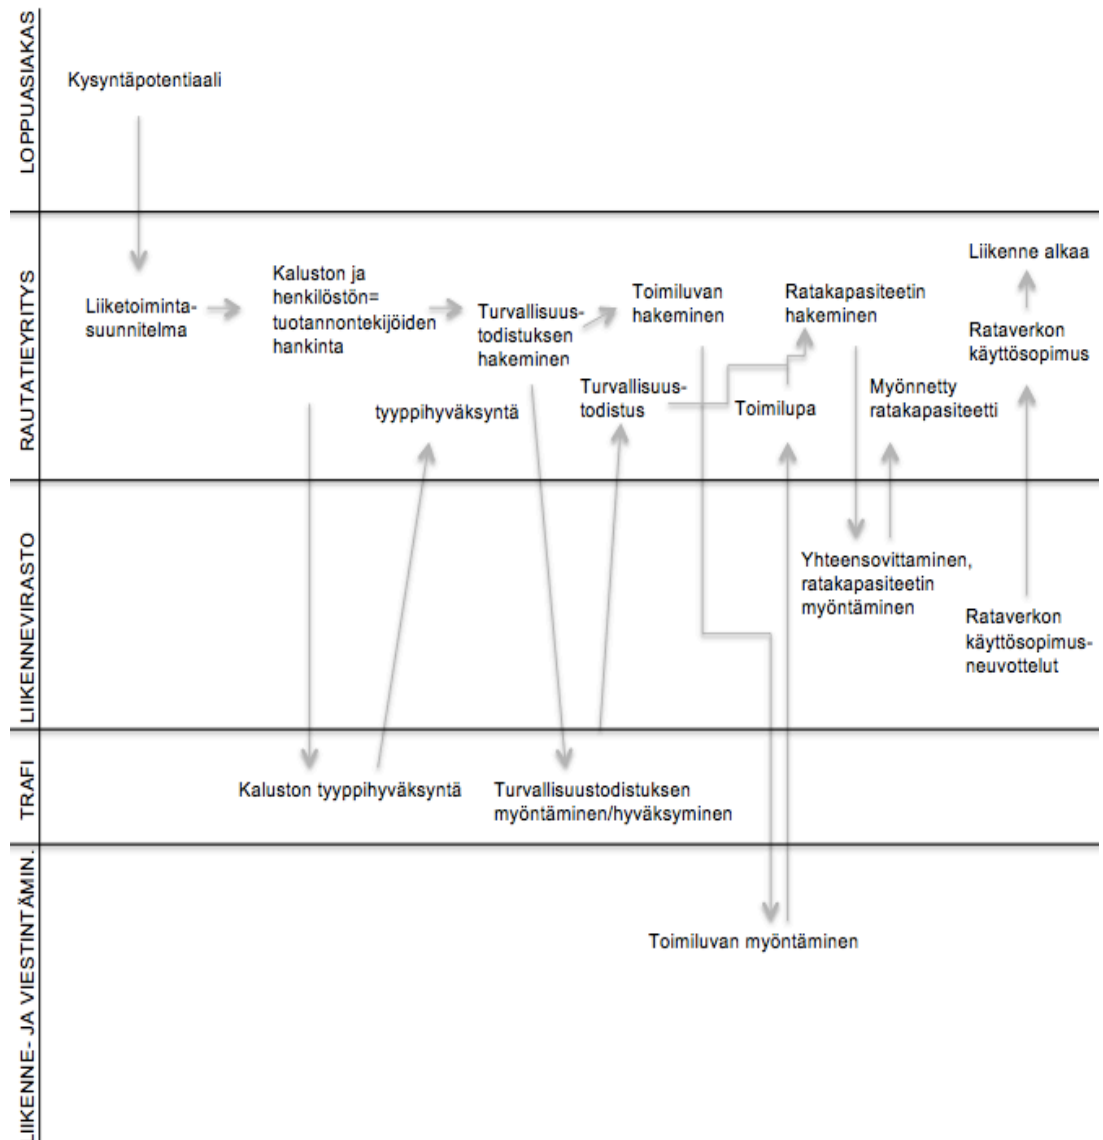 LOPPUASIAKAS
Kysyntäpotentiaali
RAUTATIEYRITYS
Liiketoiminta-
suunnitelma
Kaluston ja
henkilöstön=
tuotannontekijöiden
hankinta
tyyppihyväksyntä
Turvallisuus-
todistuksen
hakeminen
Toimiluvan
hakeminen
Turvallisuus-
todistus
Toimilupa
Ratakapasiteetin
hakeminen
Myönnetty
ratakapasiteetti
Liikenne alkaa
Rataverkon
käyttösopimus
LIIKENNEVIRASTO
Yhteensovittaminen,
ratakapasiteetin
myöntäminen
Rataverkon
käyttösopimus-
neuvottelut
TRAFI
Kaluston tyyppihyväksyntä
Turvallisuustodistuksen
myöntäminen/hyväksyminen
LIIKENNE- JA VIESTINTÄMIN.
Toimiluvan myöntäminen